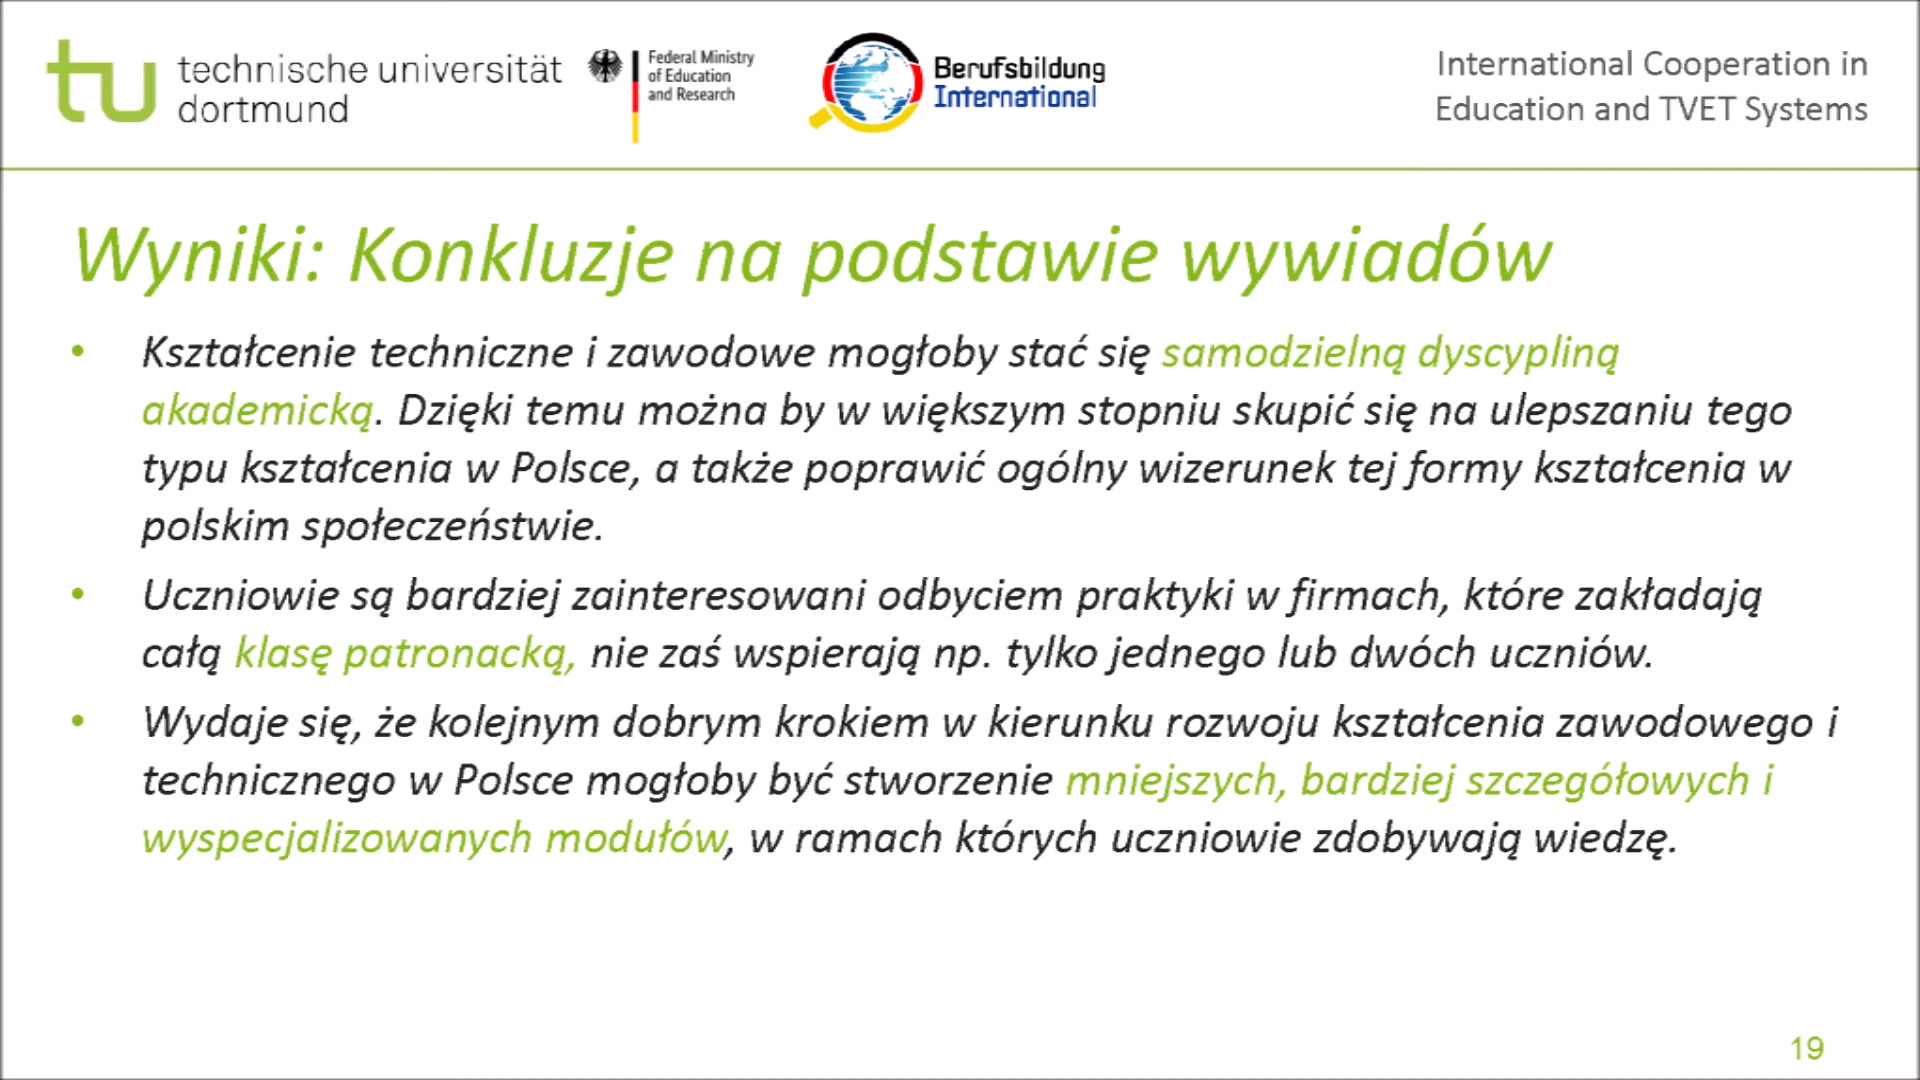 technische universität
dortmund
Federal Ministry
of Education
and Research
Berufsbildung
International
International Cooperation in
Education and TVET Systems
Wyniki: Konkluzje na podstawie wywiadów
• Kształcenie techniczne i zawodowe mogłoby stać się samodzielną dyscypliną
akademicką. Dzięki temu można by w większym stopniu skupić się na ulepszaniu tego
typu kształcenia w Polsce, a także poprawić ogólny wizerunek tej formy kształcenia w
polskim społeczeństwie.
• Uczniowie są bardziej zainteresowani odbyciem praktyki w firmach, które zakładają
całą klasę patronacką, nie zaś wspierają np. tylko jednego lub dwóch uczniów.
• Wydaje się, że kolejnym dobrym krokiem w kierunku rozwoju kształcenia zawodowego i
technicznego w Polsce mogłoby być stworzenie mniejszych, bardziej szczegółowych i
wyspecjalizowanych modułów, w ramach których uczniowie zdobywają wiedzę.
19